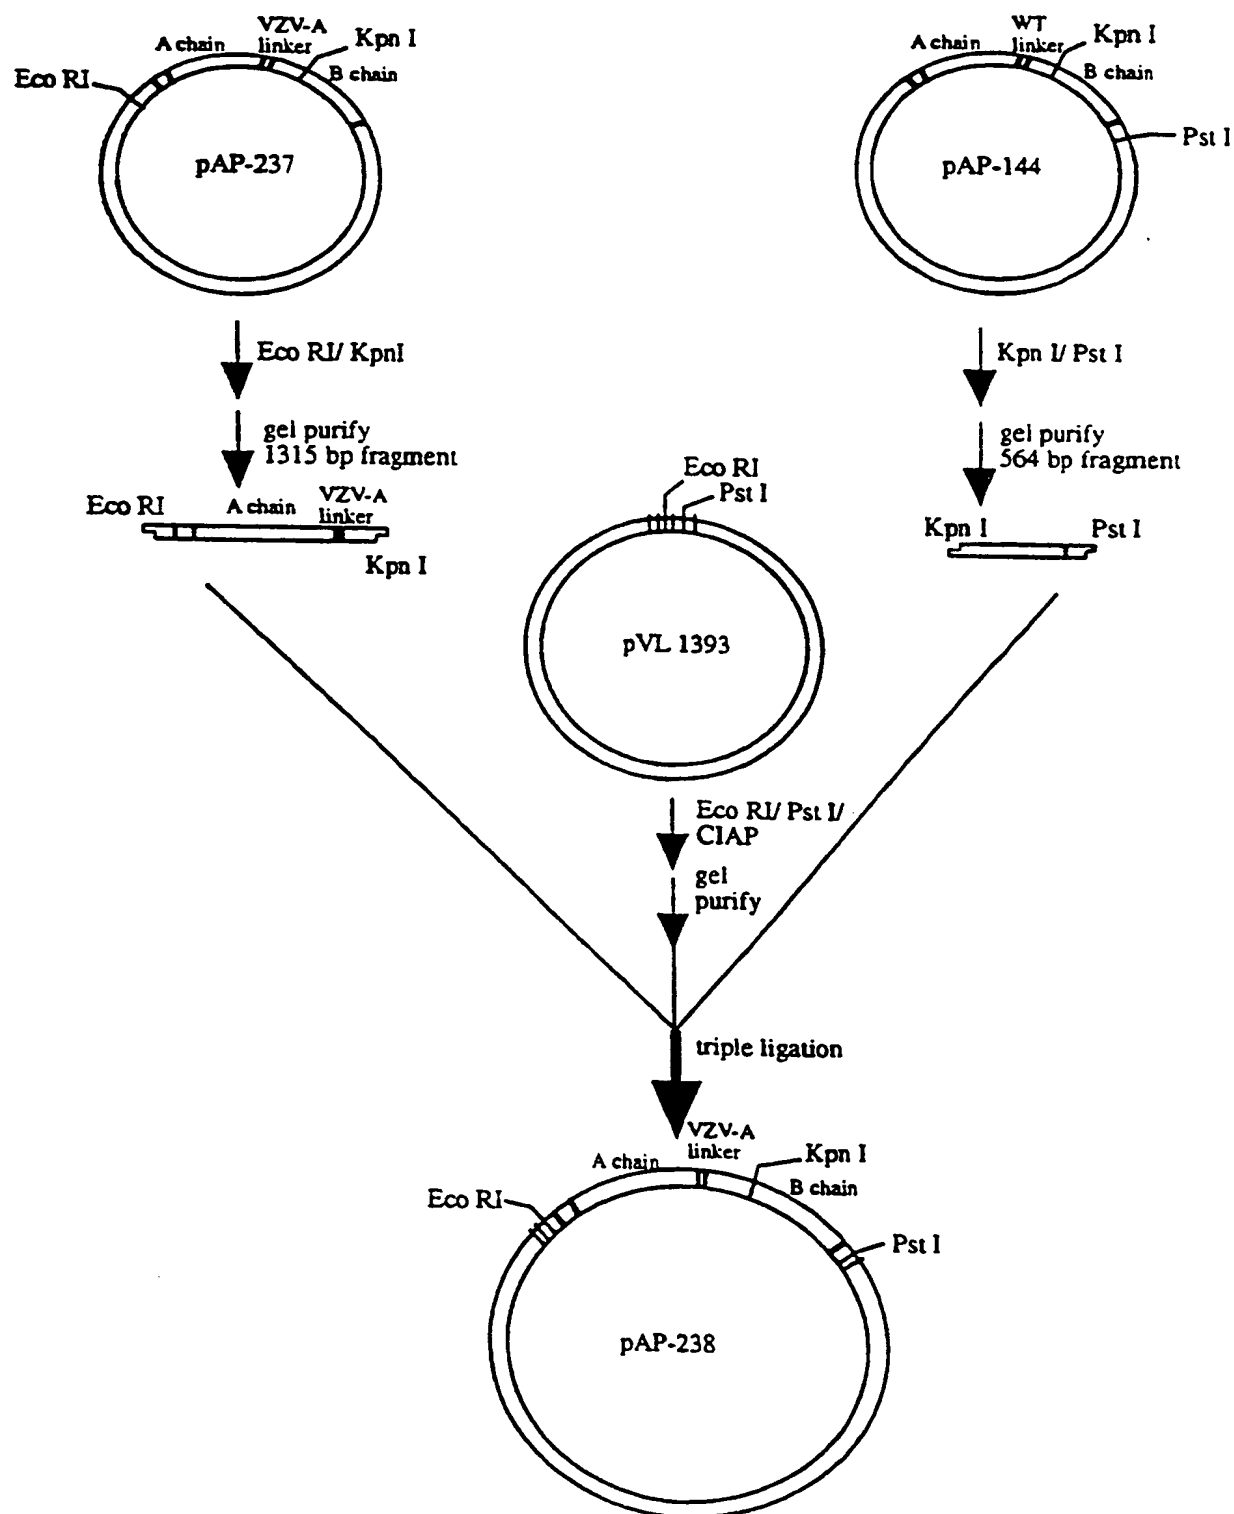 VZV-A
linker
A chain
Kpn I
B chain
Eco RI
pAP-237
WT
linker
A chain
Kpn I
B chain
Pst I
pAP-144
Eco RI/ KpnI
Kpn I/ Pst I
gel purify
1315 bp fragment
gel purify
564 bp fragment
Eco RI
A chain
VZV-A
linker
Kpn I
Eco RI
Pst I
Kpn I
Pst I
pVL 1393
Eco RI/ Pst I/
CIAP
gel
purify
triple ligation
VZV-A
linker
A chain
Kpn I
B chain
Eco RI
Pst I
pAP-238